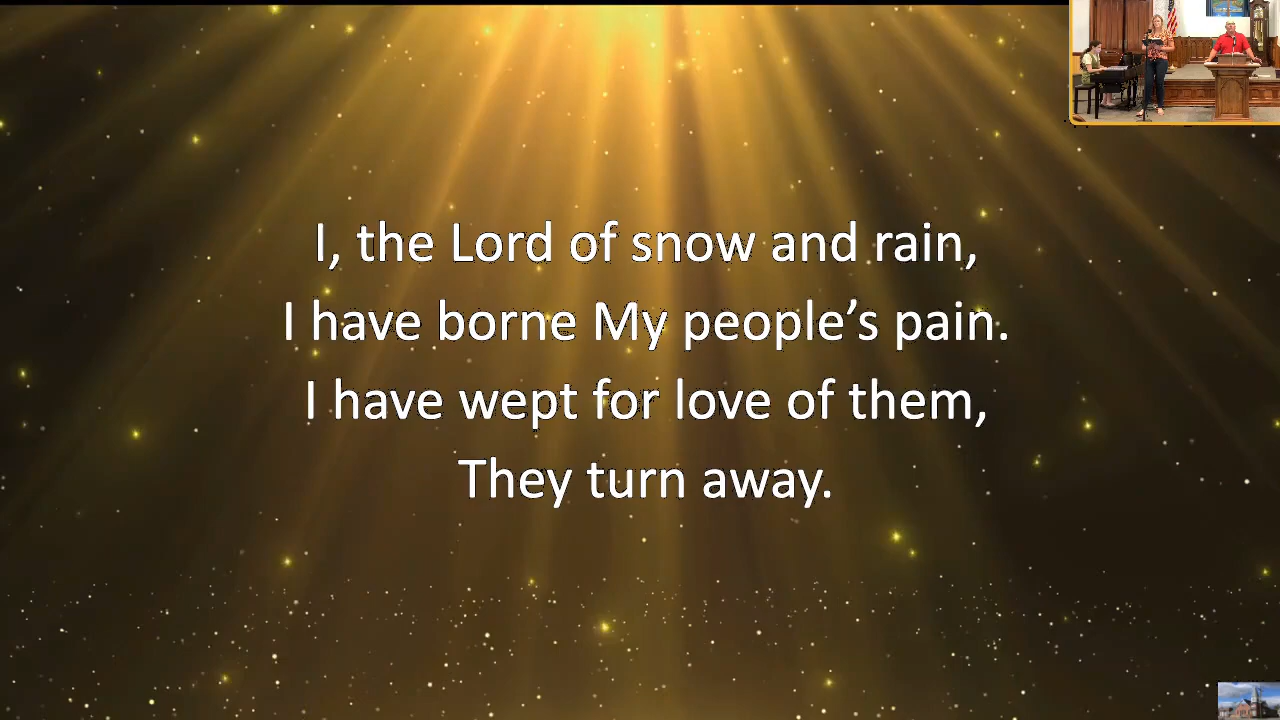 I, the Lord of snow and rain,
I have borne My people’s pain.
I have wept for love of them,
They turn away.